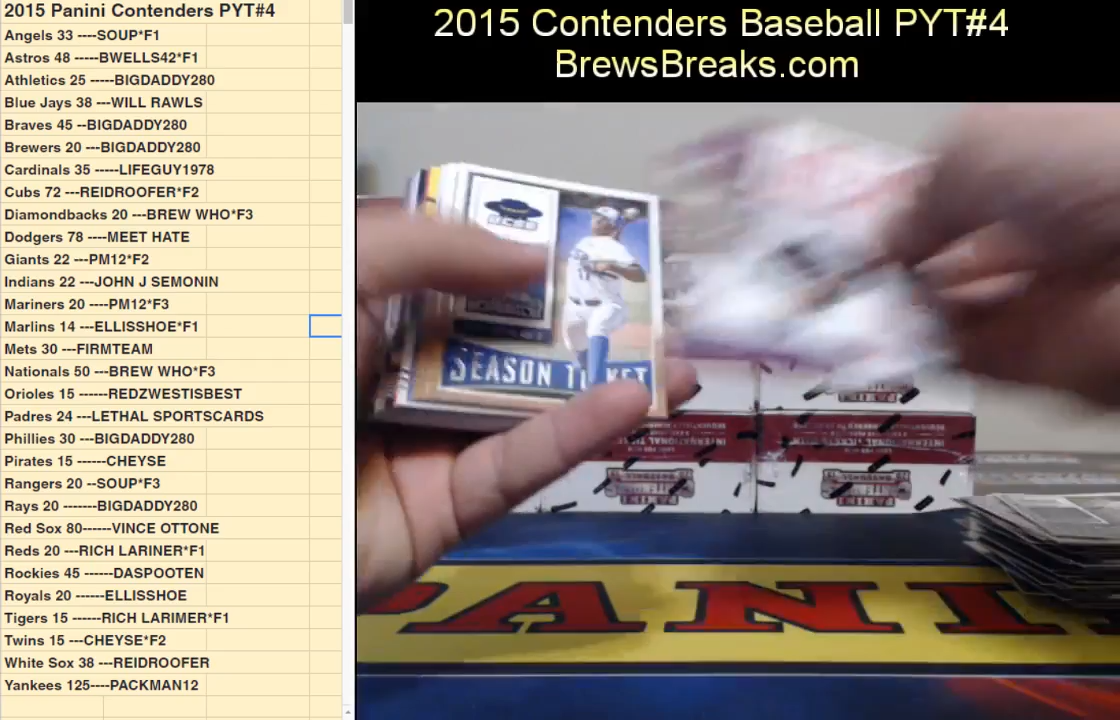 2015 Panini Contenders PYT#4
Angels 33 ----SOUP*F1
Astros 48 -----BWELLS42*F1
Athletics 25 -----BIGDADDY280
Blue Jays 38 ---WILL RAWLS
Braves 45 --BIGDADDY280
Brewers 20 ---BIGDADDY280
Cardinals 35 -----LIFEGUY1978
Cubs 72 ---REIDROOFER*F2
Diamondbacks 20 ---BREW WHO*F3
Dodgers 78 ----MEET HATE
Giants 22 ----PM12*F2
Indians 22 ---JOHN J SEMONIN
Mariners 20 ----PM12*F3
Marlins 14 ---ELLISSHOE*F1
Mets 30 ---FIRMTEAM
Nationals 50 ---BREW WHO*F3
Orioles 15 ------REDZWESTISBEST
Padres 24 ---LETHAL SPORTSCARDS
Phillies 30 ----BIGDADDY280
Pirates 15 ------CHEYSE
Rangers 20 --SOUP*F3
Rays 20 -------BIGDADDY280
Red Sox 80------VINCE OTTONE
Reds 20 ---RICH LARINER*F1
Rockies 45 ------DASPOOTEN
Royals 20 ------ELLISSHOE
Tigers 15 ------RICH LARIMER*F1
Twins 15 ---CHEYSE*F2
White Sox 38 ---REIDROOFER
Yankees 125----PACKMAN12
2015 Contenders Baseball PYT#4
BrewsBreaks.com
SEASON TICKET
INTERNATIONAL TICKET
INTERNATIONAL TICKET
PANINI
PANINI
PANINI